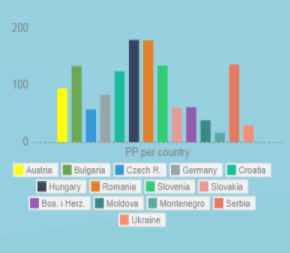 200
100
0
PP per country
Austria Bulgaria Czech R. Germany Croatia
Hungary Romania Slovenia Slovakia
Bos. i Herz. Moldova Montenegro Serbia
Ukraine